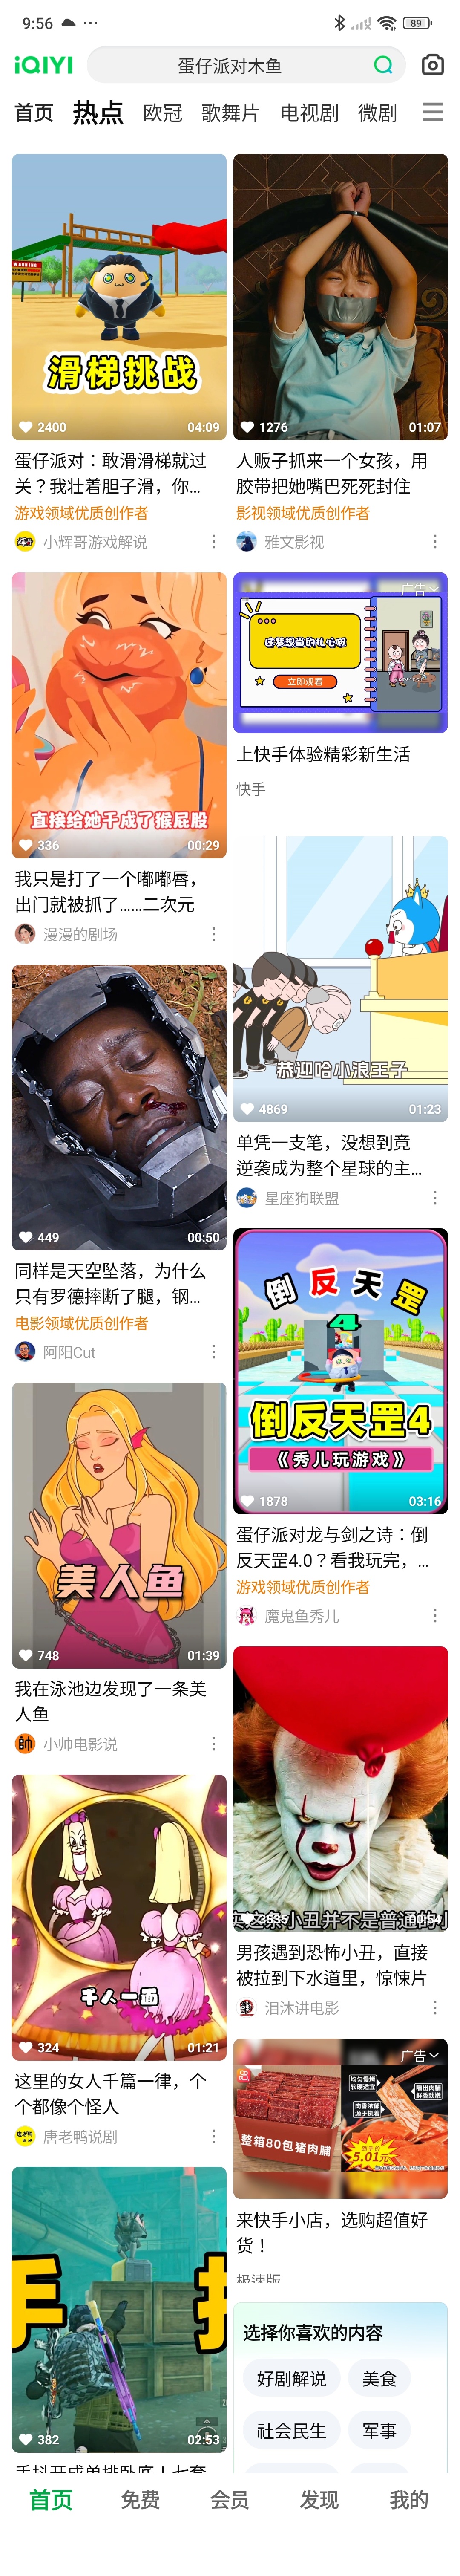 9:56
89
iQIYI
蛋仔派对木鱼
首页 热点 欧冠 歌舞片 电视剧 微剧
WARNING
滑梯挑战
2400 04:09
蛋仔派对：敢滑滑梯就过
关？我壮着胆子滑，你...
游戏领域优质创作者
小辉哥游戏解说
1276 01:07
人贩子抓来一个女孩，用
胶带把她嘴巴死死封住
影视领域优质创作者
雅文影视
直接给她干成了猴屁股
336 00:29
我只是打了一个嘟嘟唇，
出门就被抓了……二次元
漫漫的剧场
广告
这梦想当的扎心啊
立即观看
上快手体验精彩新生活
快手
恭迎哈小浪王子
4869 01:23
单凭一支笔，没想到竟
逆袭成为整个星球的主...
星座狗联盟
449 00:50
同样是天空坠落，为什么
只有罗德摔断了腿，钢...
电影领域优质创作者
阿阳Cut
倒反天罡
4
倒反天罡4
《秀儿玩游戏》
1878 03:16
蛋仔派对龙与剑之诗：倒
反天罡4.0？看我玩完，...
游戏领域优质创作者
魔鬼鱼秀儿
美人鱼
748 01:39
我在泳池边发现了一条美
人鱼
帥
小帅电影说
这条小丑并不是普通的小
男孩遇到恐怖小丑，直接
被拉到下水道里，惊悚片
泪沐讲电影
千人一面
324 01:21
这里的女人千篇一律，个
个都像个怪人
唐老鸭说剧
广告
整箱80包猪肉脯
5.01元
来快手小店，选购超值好
货！
极速版
手
382 02:53
手抖开成单排卧底！七套
选择你喜欢的内容
好剧解说 美食
社会民生 军事
首页 免费 会员 发现 我的